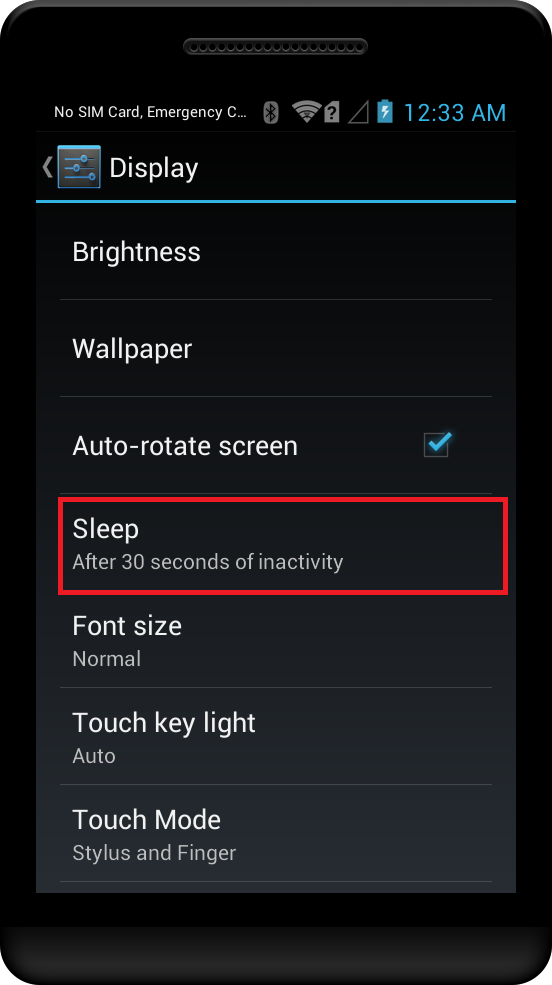 No SIM Card, Emergency C... 12:33 AM
Display
Brightness
Wallpaper
Auto-rotate screen
Sleep
After 30 seconds of inactivity
Font size
Normal
Touch key light
Auto
Touch Mode
Stylus and Finger